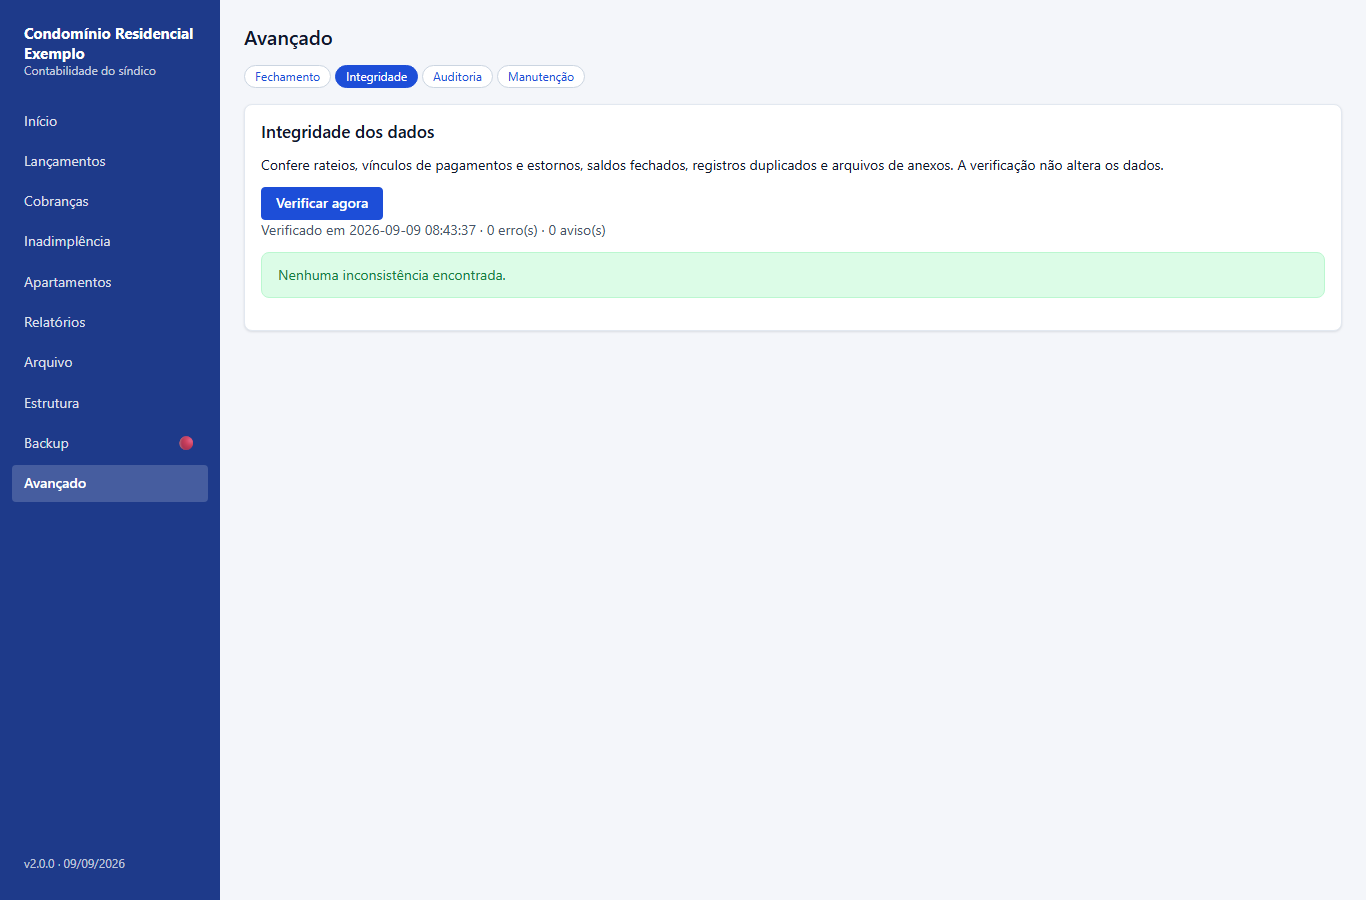 Condomínio Residencial
Exemplo
Contabilidade do síndico
Início
Lançamentos
Cobranças
Inadimplência
Apartamentos
Relatórios
Arquivo
Estrutura
Backup
Avançado
v2.0.0 · 09/09/2026
Avançado
Fechamento Integridade Auditoria Manutenção
Integridade dos dados
Confere rateios, vínculos de pagamentos e estornos, saldos fechados, registros duplicados e arquivos de anexos. A verificação não altera os dados.
Verificar agora
Verificado em 2026-09-09 08:43:37 · 0 erro(s) · 0 aviso(s)
Nenhuma inconsistência encontrada.